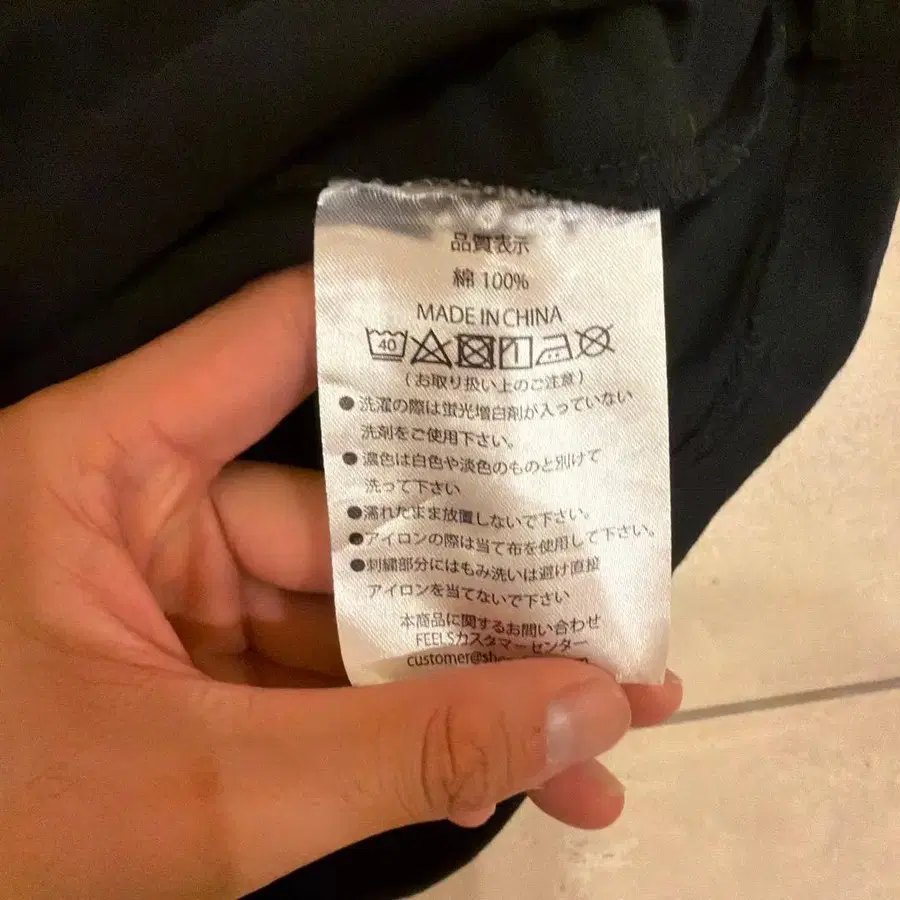 品質表示
綿 100%
MADE IN CHINA
40
(お取り扱い上のご注意)
●洗濯の際は蛍光増白剤が入っていない
洗剤をご使用下さい。
●濃色は白色や淡色のものと別けて
洗って下さい
●濡れたまま放置しないで下さい。
●アイロンの際は当て布を使用して下さい。
●刺繍部分にはもみ洗いは避け直接
アイロンを当てないで下さい
本商品に関するお問い合わせ
FEELSカスタマーセンター